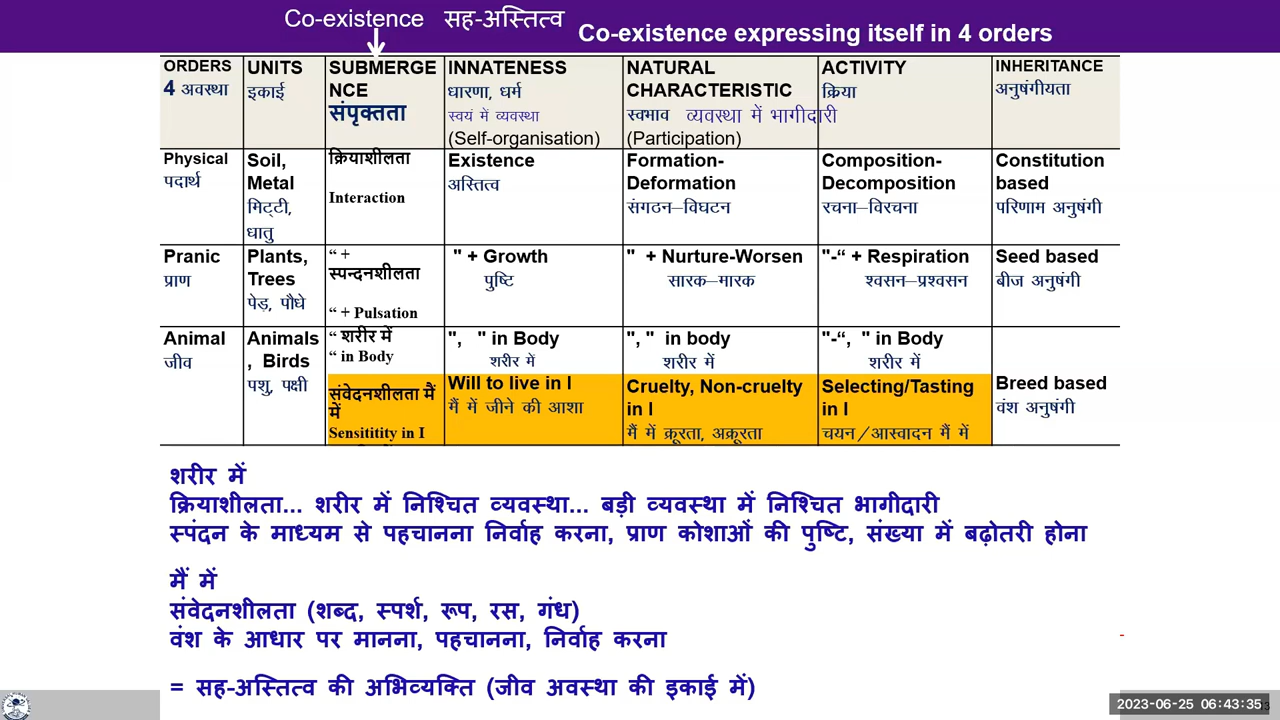 Co-existence सह-अस्तित्व
Co-existence expressing itself in 4 orders
ORDERS
4 अवस्था
UNITS
इकाई
SUBMERGE
NCE
संपृक्तता
INNATENESS
धारणा, धर्म
स्वयं में व्यवस्था
(Self-organisation)
NATURAL
CHARACTERISTIC
स्वभाव व्यवस्था में भागीदारी
(Participation)
ACTIVITY
क्रिया
INHERITANCE
अनुषंगीयता
Physical
पदार्थ
Soil,
Metal
मिट्टी,
धातु
क्रियाशीलता
Interaction
Existence
अस्तित्व
Formation-
Deformation
संगठन–विघटन
Composition-
Decomposition
रचना–विरचना
Constitution
based
परिणाम अनुषंगी
Pranic
प्राण
Plants,
Trees
पेड़, पौधे
“ +
स्पन्दनशीलता
“ + Pulsation
" + Growth
पुष्टि
" + Nurture-Worsen
सारक–मारक
"-“ + Respiration
श्वसन–प्रश्वसन
Seed based
बीज अनुषंगी
Animal
जीव
Animals
, Birds
पशु, पक्षी
“ शरीर में
“ in Body
संवेदनशीलता मैं
में
Sensititity in I
", " in Body
शरीर में
Will to live in I
मैं में जीने की आशा
", " in body
शरीर में
Cruelty, Non-cruelty
in I
मैं में क्रूरता, अक्रूरता
"-“, " in Body
शरीर में
Selecting/Tasting
in I
चयन/आस्वादन मैं में
Breed based
वंश अनुषंगी
शरीर में
क्रियाशीलता... शरीर में निश्चित व्यवस्था... बड़ी व्यवस्था में निश्चित भागीदारी
स्पंदन के माध्यम से पहचानना निर्वाह करना, प्राण कोशाओं की पुष्टि, संख्या में बढ़ोतरी होना
मैं में
संवेदनशीलता (शब्द, स्पर्श, रूप, रस, गंध)
वंश के आधार पर मानना, पहचानना, निर्वाह करना
= सह-अस्तित्व की अभिव्यक्ति (जीव अवस्था की इकाई में)
2023-06-25 06:43:35